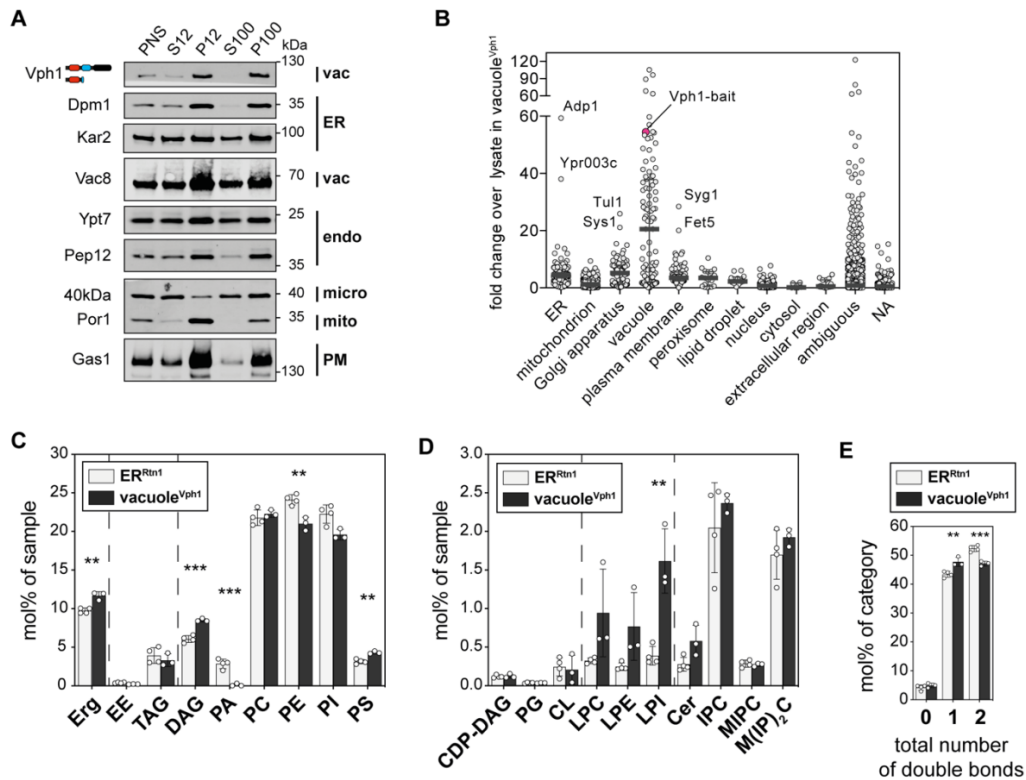 A
PNS S12 P12 S100 P100 kDa
130
Vph1 vac
Dpm1 35
ER
Kar2 100
Vac8 70 vac
Ypt7 25
endo
Pep12 35
40kDa 40 micro
Por1 35 mito
Gas1 130 PM
B
fold change over lysate in vacuole^Vph1
120
90
60
60
40
20
0
Adp1
Vph1-bait
Ypr003c
Tul1
Sys1
Syg1
Fet5
ER mitochondrion Golgi apparatus vacuole plasma membrane peroxisome lipid droplet nucleus cytosol extracellular region ambiguous NA
C
mol% of sample
30
25
20
15
10
5
0
ER^Rtn1
vacuole^Vph1
** *** *** ** **
Erg EE TAG DAG PA PC PE PI PS
D
mol% of sample
3.0
2.5
2.0
1.5
1.0
0.5
0
ER^Rtn1
vacuole^Vph1
**
CDP-DAG PG CL LPC LPE LPI Cer IPC MIPC M(IP)₂C
E
ER^Rtn1
vacuole^Vph1
mol% of category
60
50
40
30
20
10
0
** ***
0 1 2
total number
of double bonds